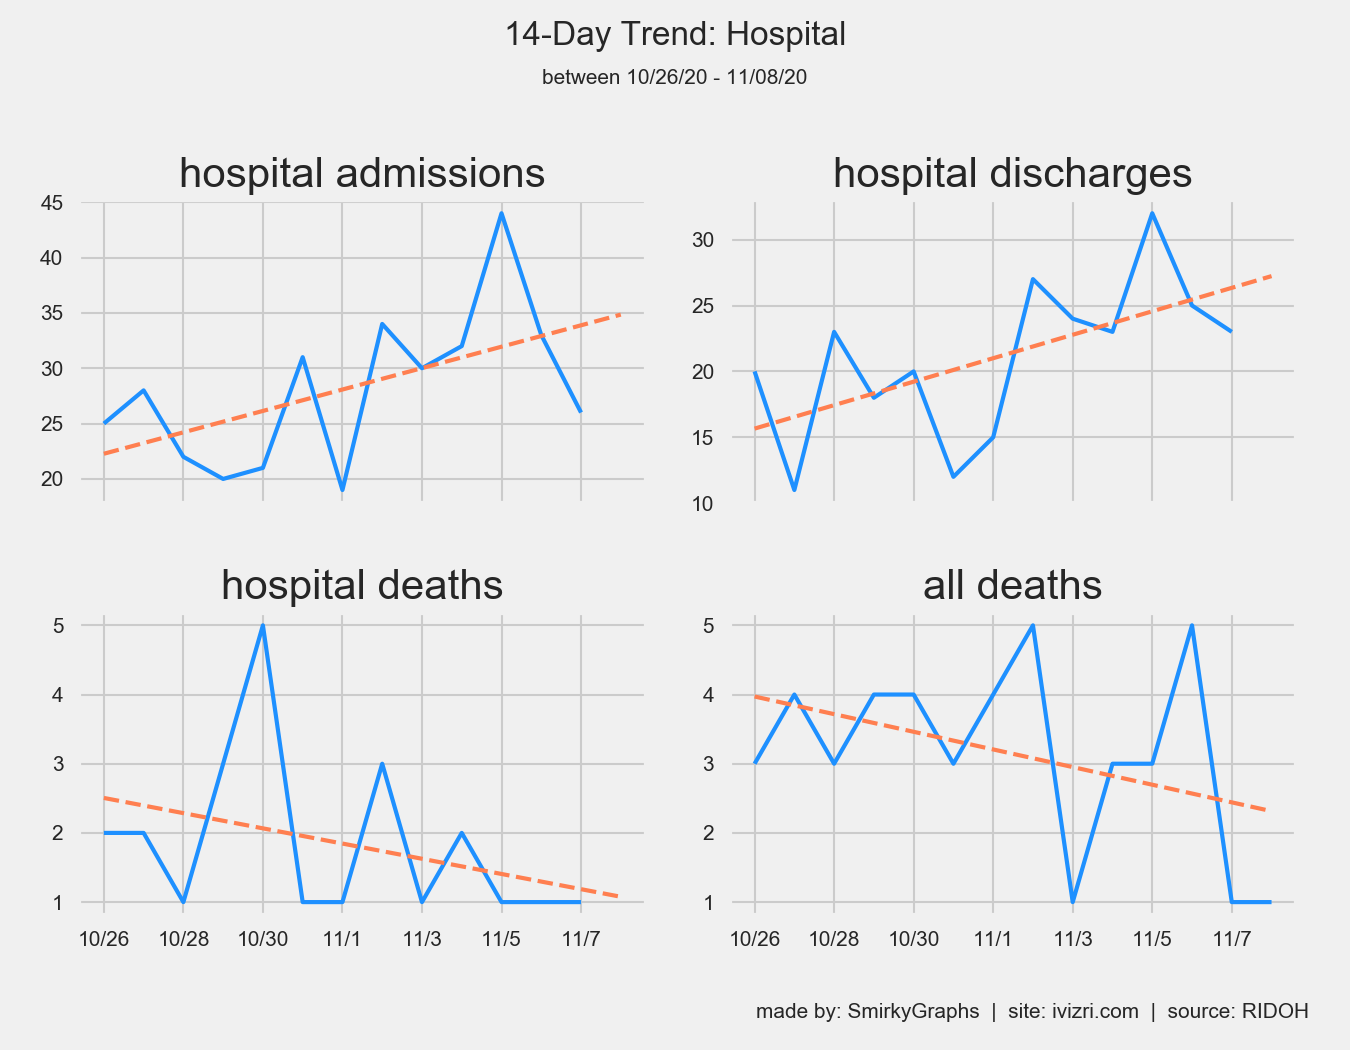 14-Day Trend: Hospital
between 10/26/20 - 11/08/20
hospital admissions
45
40
35
30
25
20
hospital discharges
30
25
20
15
10
hospital deaths
5
4
3
2
1
10/26 10/28 10/30 11/1 11/3 11/5 11/7
all deaths
5
4
3
2
1
10/26 10/28 10/30 11/1 11/3 11/5 11/7
made by: SmirkyGraphs | site: ivizri.com | source: RIDOH